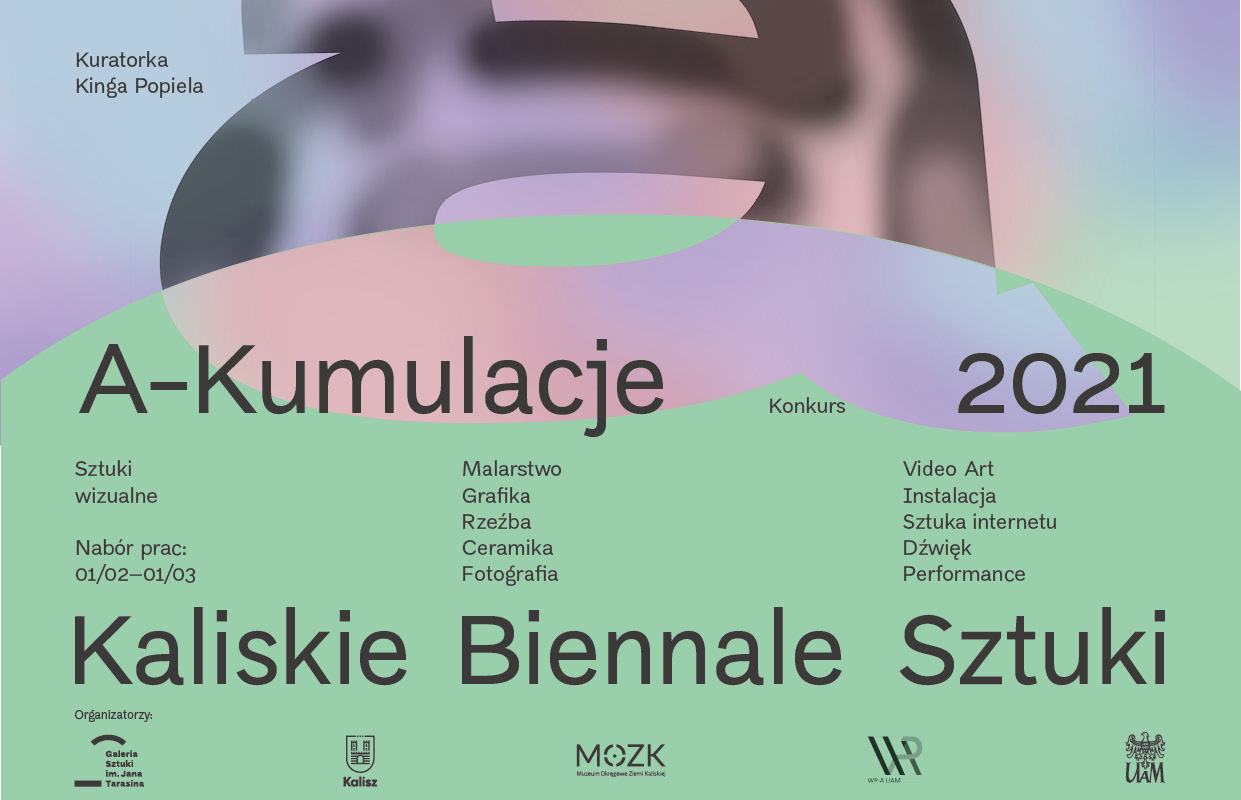 Kuratorka
Kinga Popiela
A–Kumulacje
Konkurs
2021
Sztuki
wizualne
Nabór prac:
01/02–01/03
Malarstwo
Grafika
Rzeźba
Ceramika
Fotografia
Video Art
Instalacja
Sztuka internetu
Dźwięk
Performance
Kaliskie Biennale Sztuki
Organizatorzy:
Galeria
Sztuki
im. Jana
Tarasina
Kalisz
MOZK
Muzeum Okręgowe Ziemi Kaliskiej
WPA
WP-A UAM
UAM